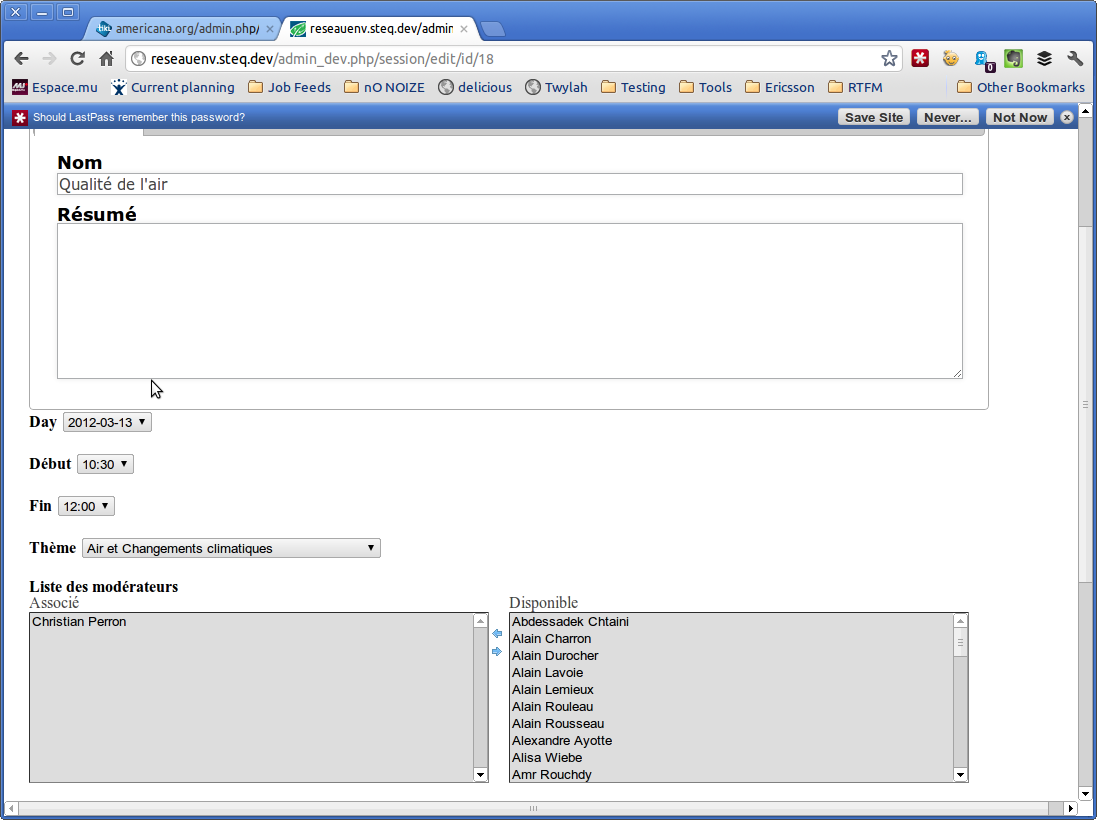 americana.org/admin.php/
reseauenv.steq.dev/admin
reseauenv.steq.dev/admin_dev.php/session/edit/id/18
0
Espace.mu Current planning Job Feeds nO NOIZE delicious Twylah Testing Tools Ericsson RTFM Other Bookmarks
Should LastPass remember this password? Save Site Never... Not Now
Nom
Qualité de l'air
Résumé
Day 2012-03-13
Début 10:30
Fin 12:00
Thème Air et Changements climatiques
Liste des modérateurs
Associé
Christian Perron
Disponible
Abdessadek Chtaini
Alain Charron
Alain Durocher
Alain Lavoie
Alain Lemieux
Alain Rouleau
Alain Rousseau
Alexandre Ayotte
Alisa Wiebe
Amr Rouchdy